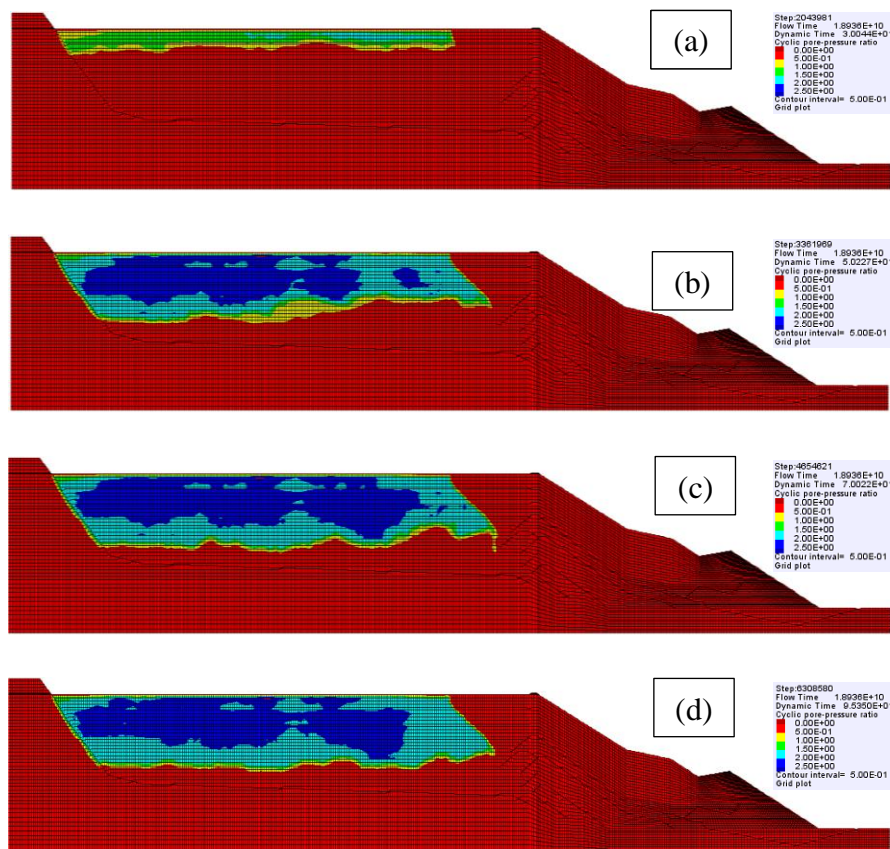 (a)
Step:2043981
Flow Time 1.8936E+10
Dynamic Time 3.0044E+01
Cyclic pore-pressure ratio
0.00E+00
5.00E-01
1.00E+00
1.50E+00
2.00E+00
2.50E+00
Contour interval= 5.00E-01
Grid plot
(b)
Step:3361969
Flow Time 1.8936E+10
Dynamic Time 5.0227E+01
Cyclic pore-pressure ratio
0.00E+00
5.00E-01
1.00E+00
1.50E+00
2.00E+00
2.50E+00
Contour interval= 5.00E-01
Grid plot
(c)
Step:4654621
Flow Time 1.8936E+10
Dynamic Time 7.0022E+01
Cyclic pore-pressure ratio
0.00E+00
5.00E-01
1.00E+00
1.50E+00
2.00E+00
2.50E+00
Contour interval= 5.00E-01
Grid plot
(d)
Step:6308580
Flow Time 1.8936E+10
Dynamic Time 9.5350E+01
Cyclic pore-pressure ratio
0.00E+00
5.00E-01
1.00E+00
1.50E+00
2.00E+00
2.50E+00
Contour interval= 5.00E-01
Grid plot